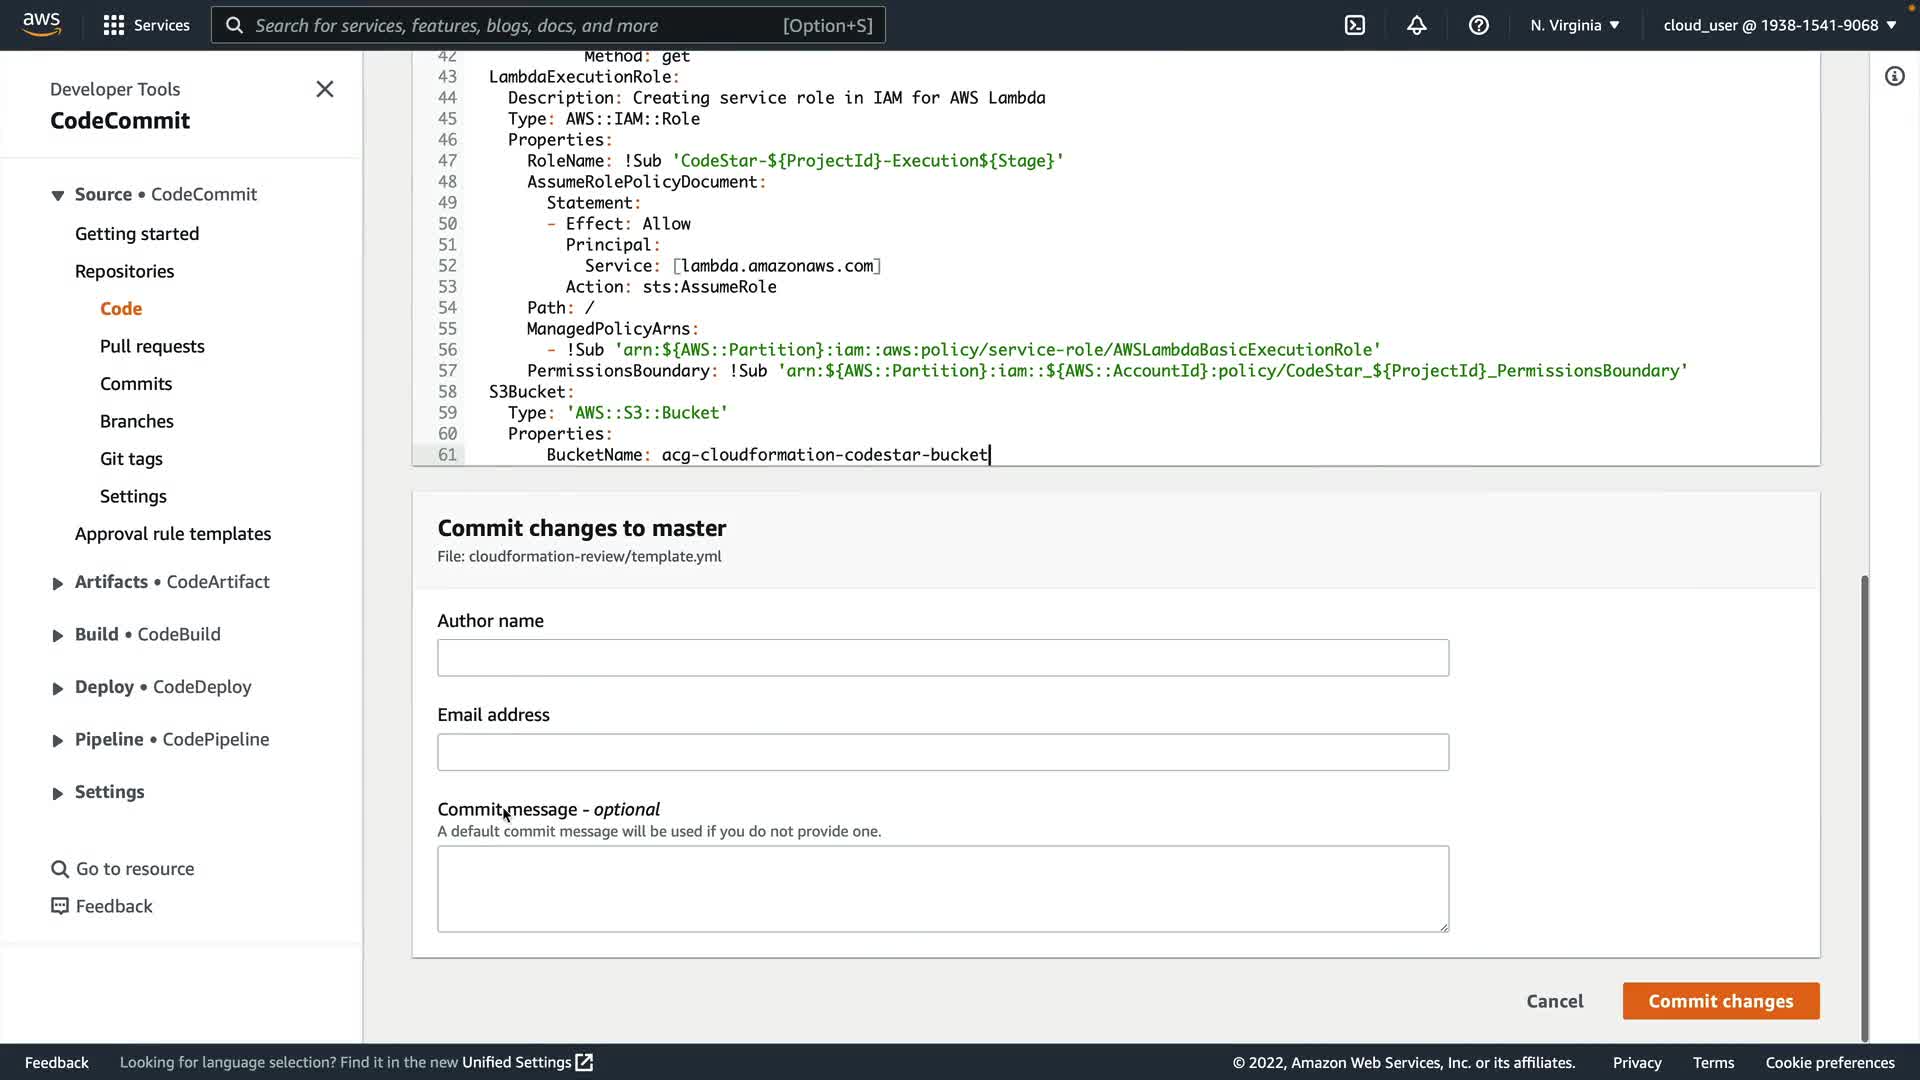 aws Services Search for services, features, blogs, docs, and more [Option+S] N. Virginia cloud_user @ 1938-1541-9068
Developer Tools
CodeCommit
Source • CodeCommit
Getting started
Repositories
Code
Pull requests
Commits
Branches
Git tags
Settings
Approval rule templates
Artifacts • CodeArtifact
Build • CodeBuild
Deploy • CodeDeploy
Pipeline • CodePipeline
Settings
Go to resource
Feedback
42 Method: get
43 LambdaExecutionRole:
44 Description: Creating service role in IAM for AWS Lambda
45 Type: AWS::IAM::Role
46 Properties:
47 RoleName: !Sub 'CodeStar-${ProjectId}-Execution${Stage}'
48 AssumeRolePolicyDocument:
49 Statement:
50 - Effect: Allow
51 Principal:
52 Service: [lambda.amazonaws.com]
53 Action: sts:AssumeRole
54 Path: /
55 ManagedPolicyArns:
56 - !Sub 'arn:${AWS::Partition}:iam::aws:policy/service-role/AWSLambdaBasicExecutionRole'
57 PermissionsBoundary: !Sub 'arn:${AWS::Partition}:iam::${AWS::AccountId}:policy/CodeStar_${ProjectId}_PermissionsBoundary'
58 S3Bucket:
59 Type: 'AWS::S3::Bucket'
60 Properties:
61 BucketName: acg-cloudformation-codestar-bucket
Commit changes to master
File: cloudformation-review/template.yml
Author name
Email address
Commit message - optional
A default commit message will be used if you do not provide one.
Cancel Commit changes
Feedback Looking for language selection? Find it in the new Unified Settings © 2022, Amazon Web Services, Inc. or its affiliates. Privacy Terms Cookie preferences